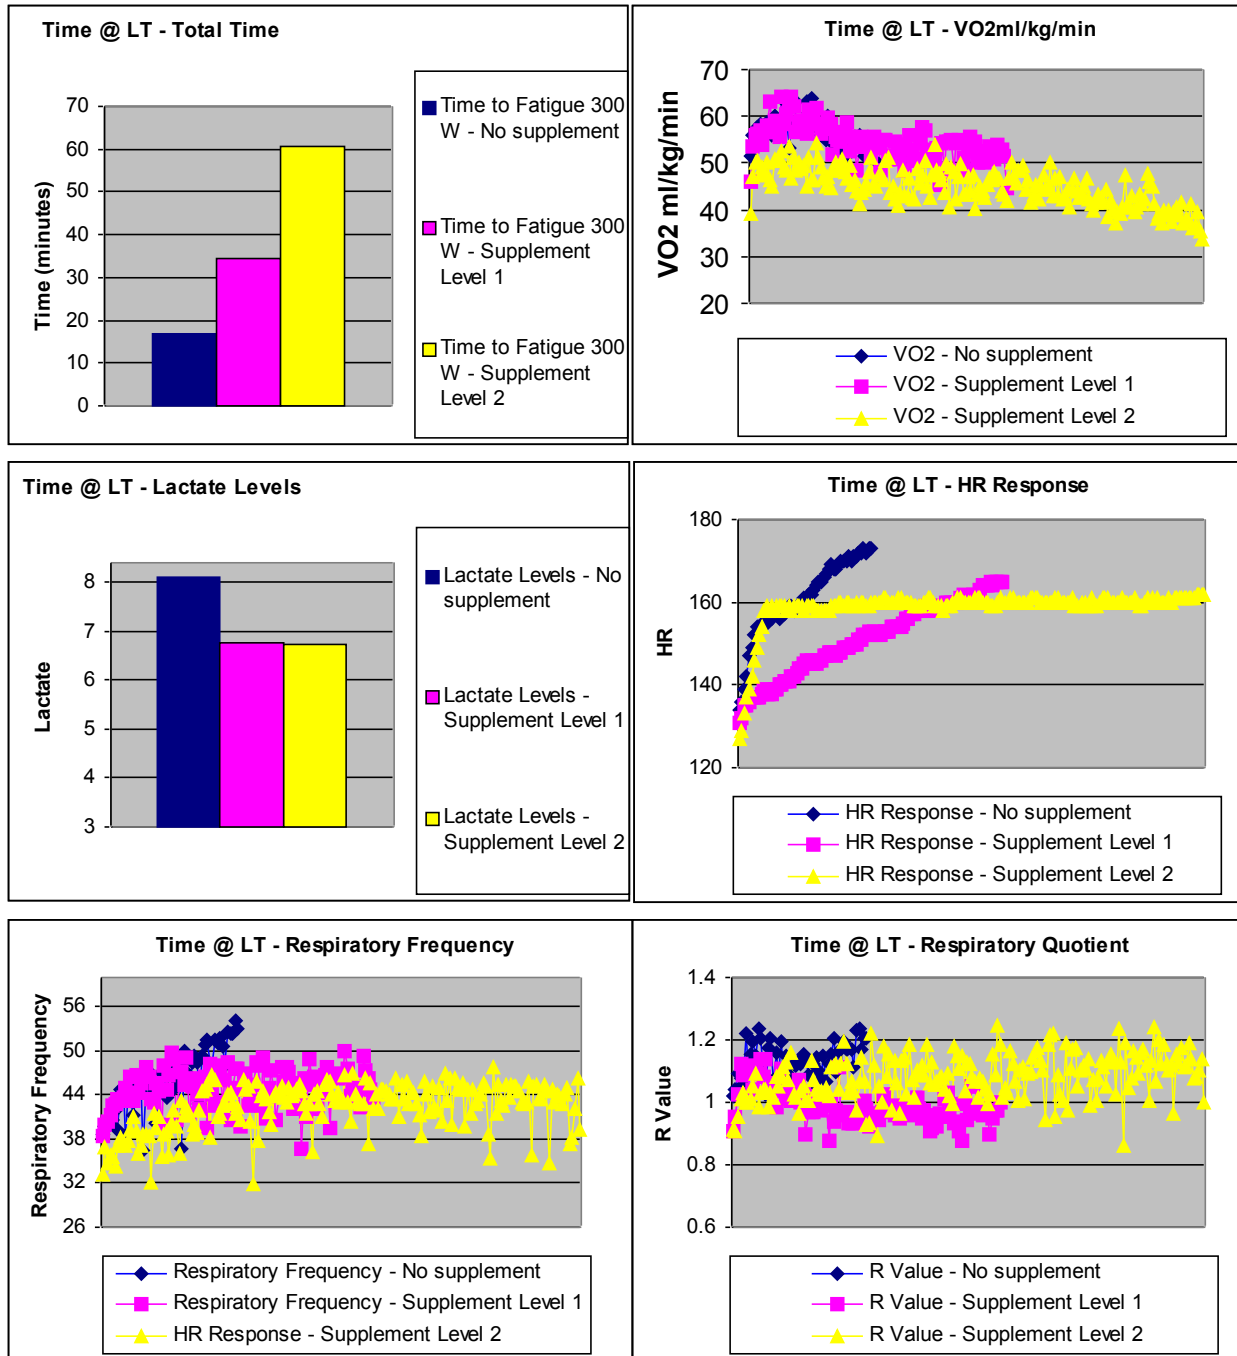 Time @ LT - Total Time
70
60
50
40
30
20
10
0
Time (minutes)
Time to Fatigue 300
W - No supplement
Time to Fatigue 300
W - Supplement
Level 1
Time to Fatigue 300
W - Supplement
Level 2
Time @ LT - VO2ml/kg/min
70
60
50
40
30
20
VO2 ml/kg/min
VO2 - No supplement
VO2 - Supplement Level 1
VO2 - Supplement Level 2
Time @ LT - Lactate Levels
8
7
6
5
4
3
Lactate
Lactate Levels - No
supplement
Lactate Levels -
Supplement Level 1
Lactate Levels -
Supplement Level 2
Time @ LT - HR Response
180
160
140
120
HR
HR Response - No supplement
HR Response - Supplement Level 1
HR Response - Supplement Level 2
Time @ LT - Respiratory Frequency
56
50
44
38
32
26
Respiratory Frequency
Respiratory Frequency - No supplement
Respiratory Frequency - Supplement Level 1
HR Response - Supplement Level 2
Time @ LT - Respiratory Quotient
1.4
1.2
1
0.8
0.6
R Value
R Value - No supplement
R Value - Supplement Level 1
R Value - Supplement Level 2